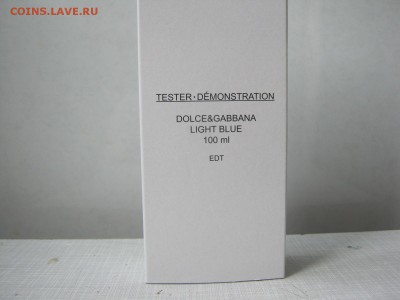 COINS.LAVE.RU
TESTER·DÉMONSTRATION
DOLCE&GABBANA
LIGHT BLUE
100 ml
EDT